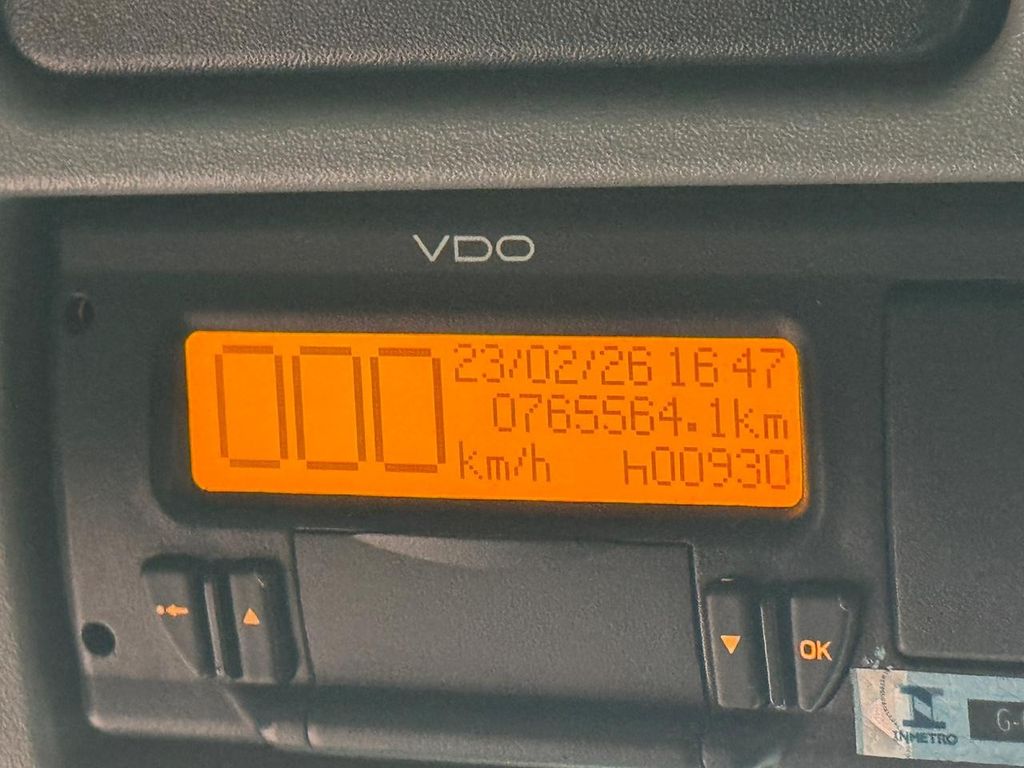 VDO
000
23/02/26 16 47
0765564.1km
km/h h00930
OK
INMETRO